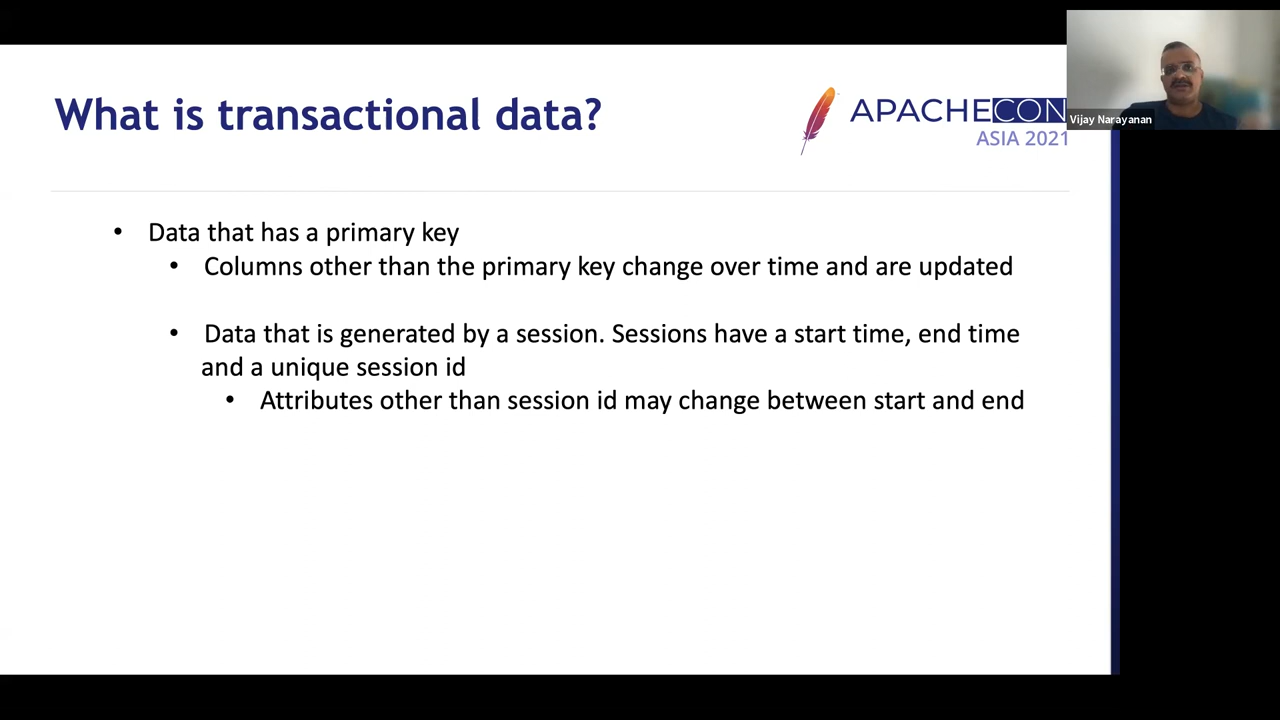 What is transactional data?
APACHECON
ASIA 2021
Vijay Narayanan
• Data that has a primary key
• Columns other than the primary key change over time and are updated
• Data that is generated by a session. Sessions have a start time, end time
and a unique session id
• Attributes other than session id may change between start and end